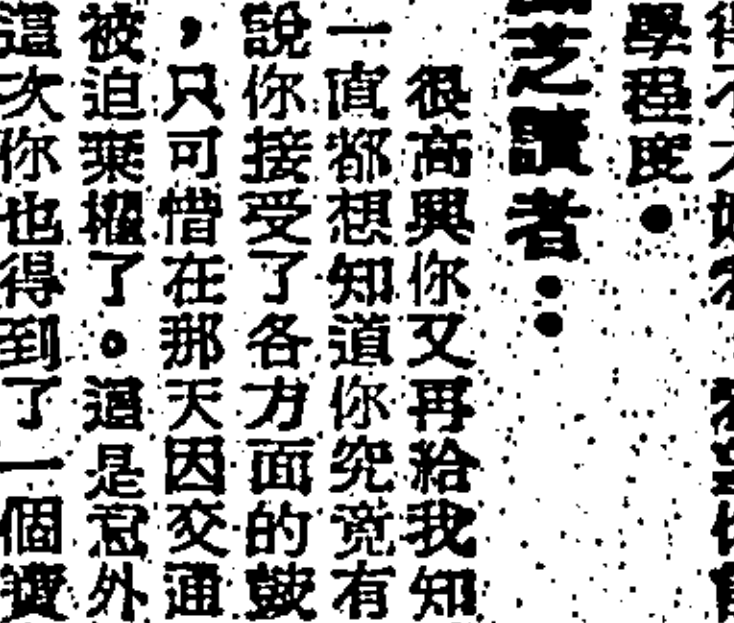 學程度●
芝讀者：
很高興你又再給我知
一直都想知道你究竟有
說你接受了各方面的鼓
，只可惜在那天因交通
被迫棄權了。這是意外
這次你也得到了一個寶